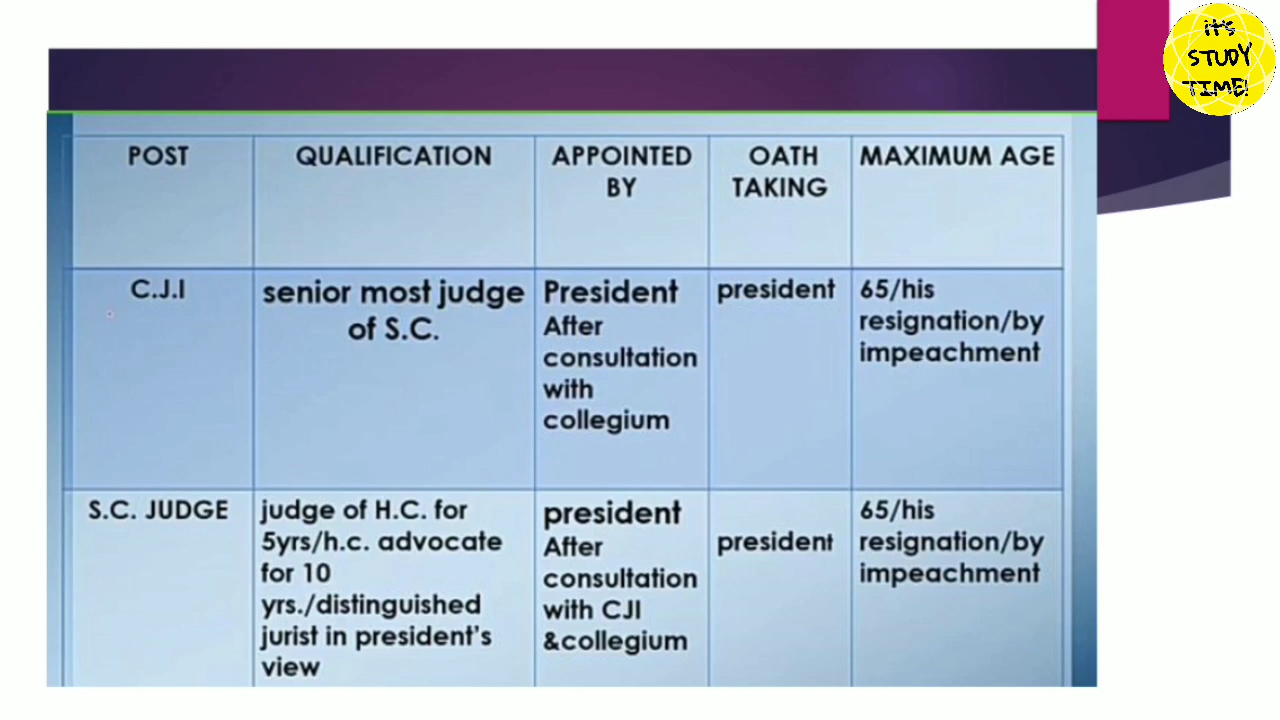 it's
STUDY
TIME!
POST
QUALIFICATION
APPOINTED
BY
OATH
TAKING
MAXIMUM AGE
C.J.I
senior most judge
of S.C.
President
After
consultation
with
collegium
president
65/his
resignation/by
impeachment
S.C. JUDGE
judge of H.C. for
5yrs/h.c. advocate
for 10
yrs./distinguished
jurist in president's
view
president
After
consultation
with CJI
&collegium
president
65/his
resignation/by
impeachment